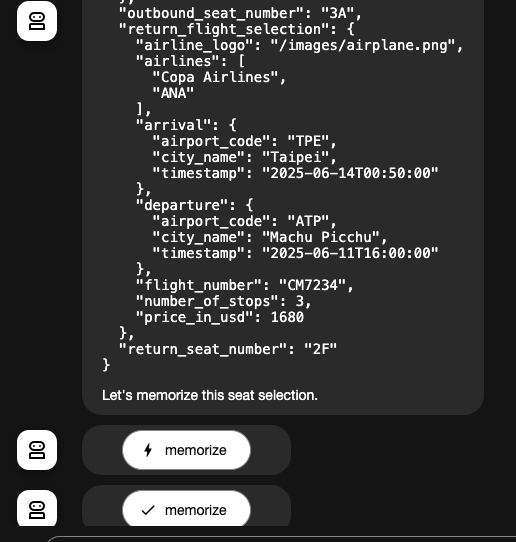 },
"outbound_seat_number": "3A",
"return_flight_selection": {
"airline_logo": "/images/airplane.png",
"airlines": [
"Copa Airlines",
"ANA"
],
"arrival": {
"airport_code": "TPE",
"city_name": "Taipei",
"timestamp": "2025-06-14T00:50:00"
},
"departure": {
"airport_code": "ATP",
"city_name": "Machu Picchu",
"timestamp": "2025-06-11T16:00:00"
},
"flight_number": "CM7234",
"number_of_stops": 3,
"price_in_usd": 1680
},
"return_seat_number": "2F"
}
Let's memorize this seat selection.
memorize
memorize